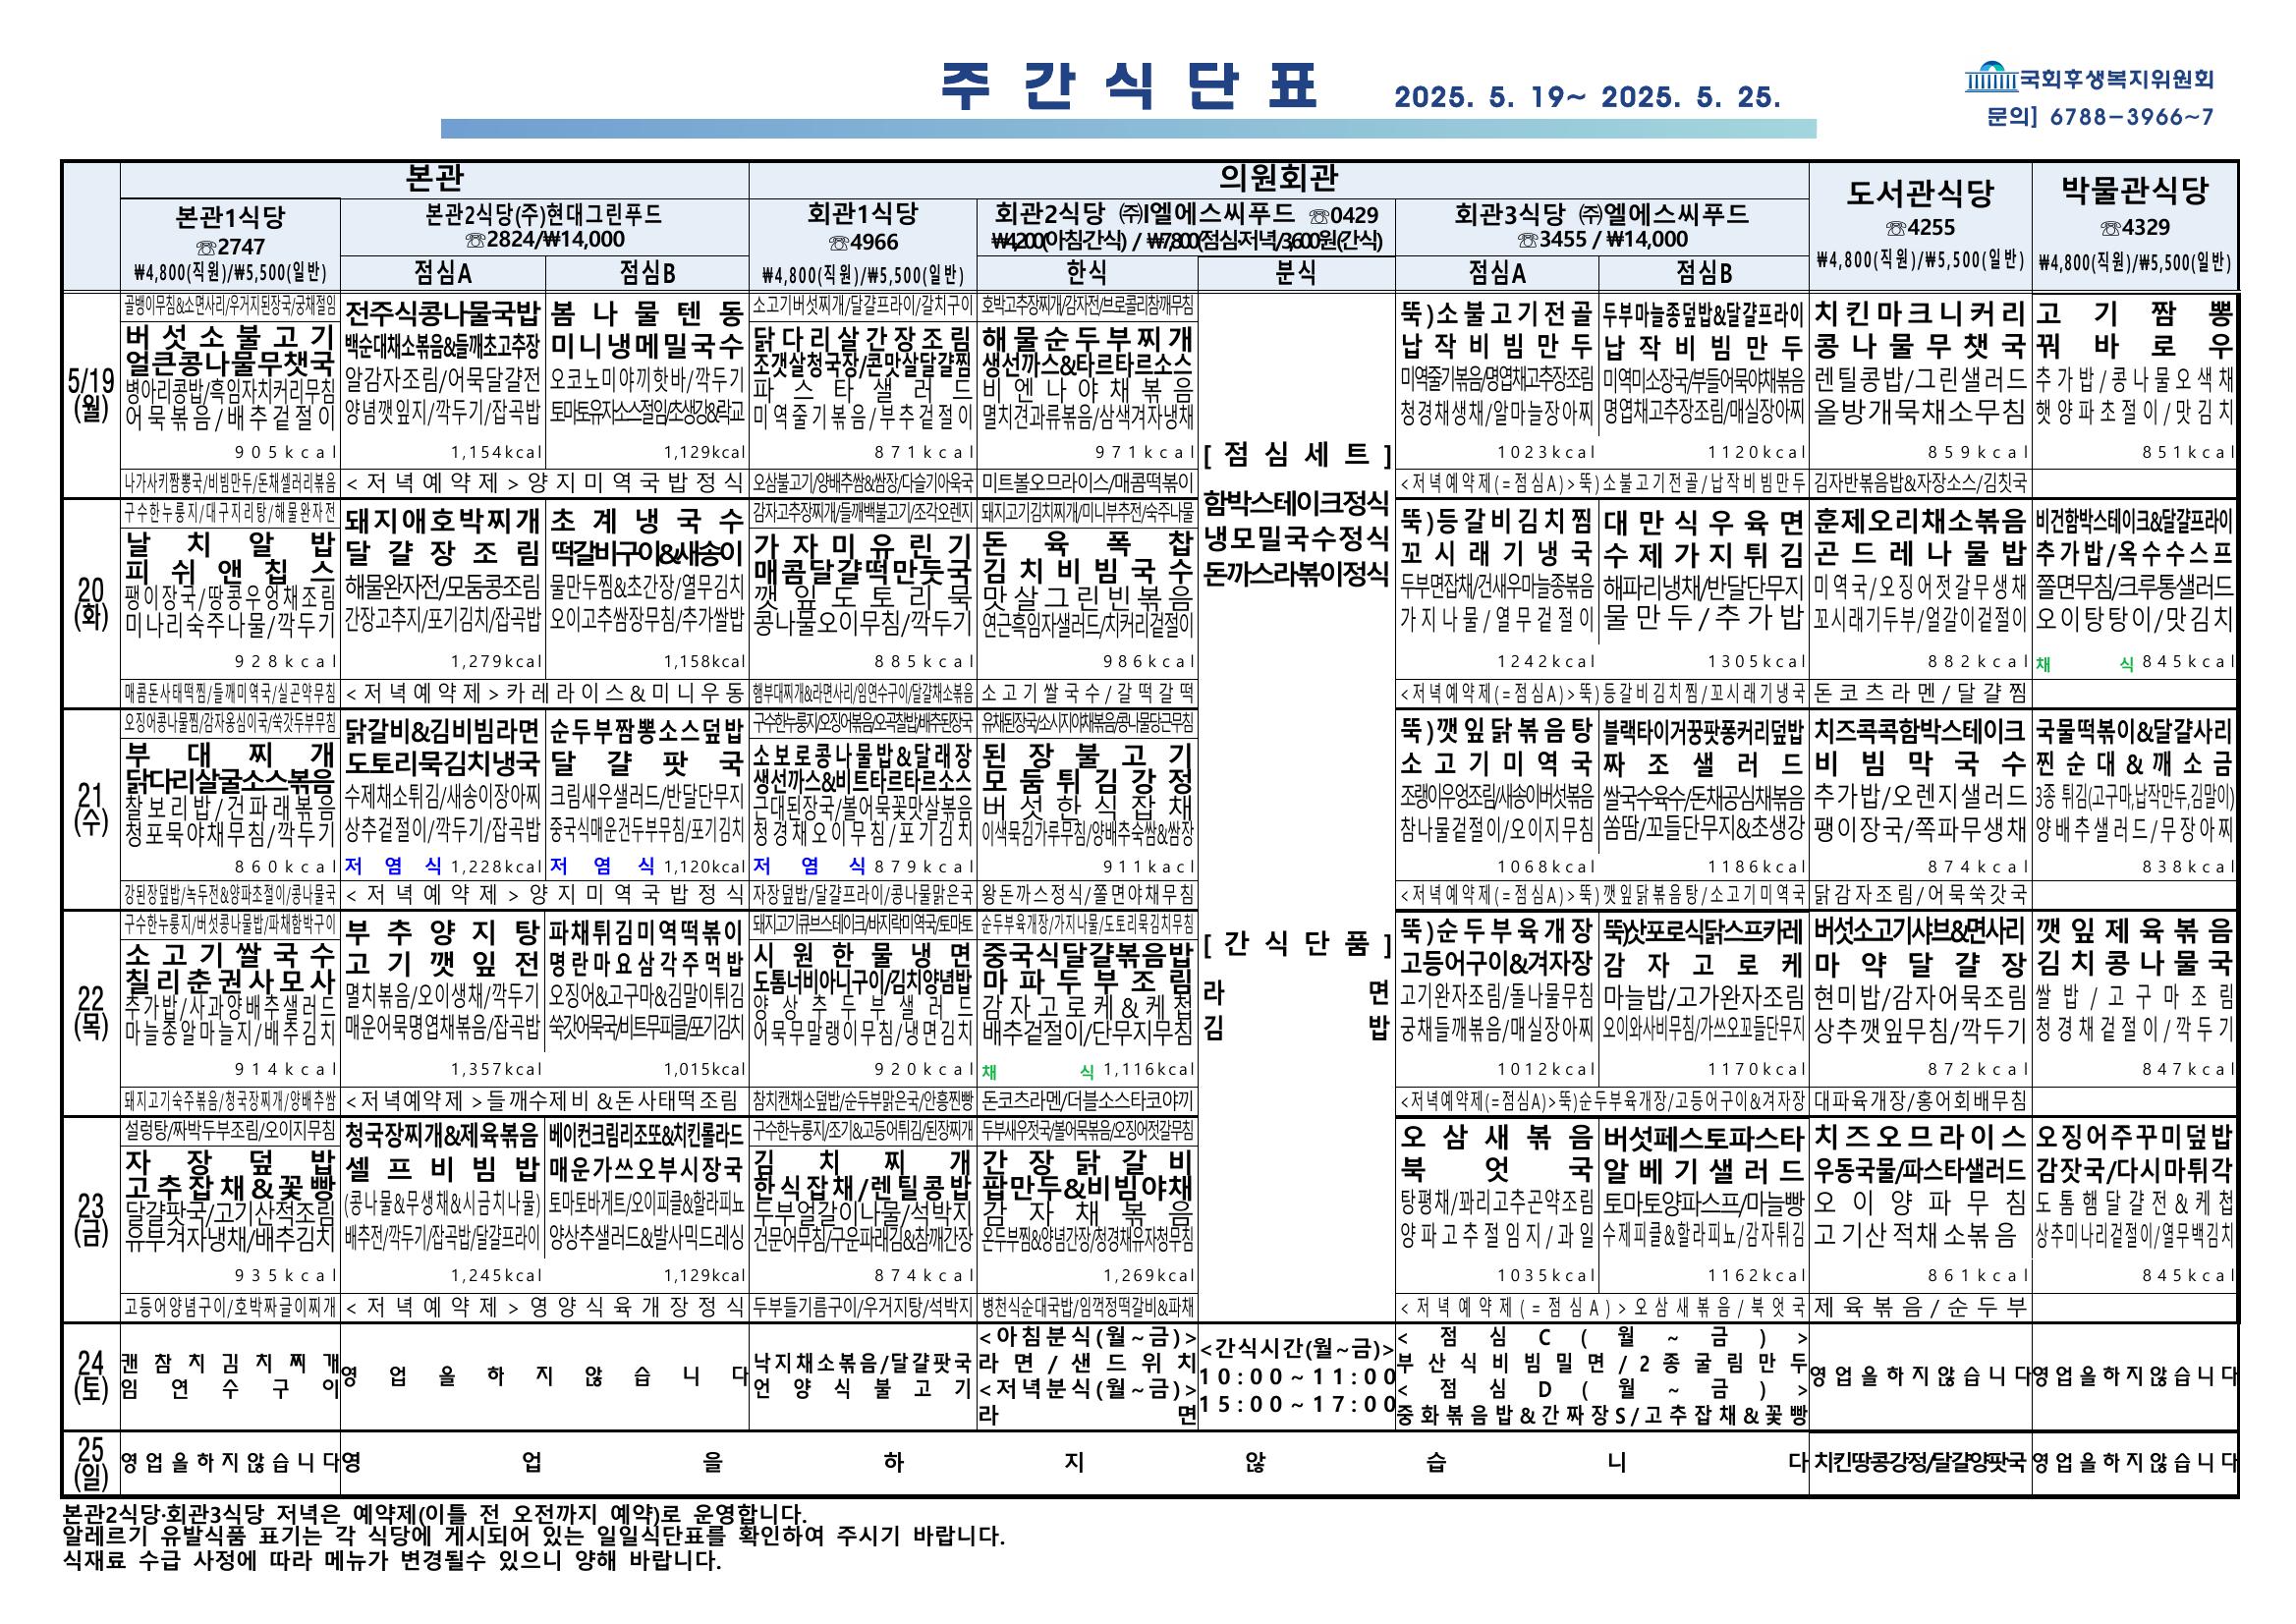 주간식단표
2025. 5. 19~ 2025. 5. 25.
국회후생복지위원회
문의] 6788-3966~7
본관
의원회관
도서관식당
☏4255
₩4,800(직원)/₩5,500(일반)
박물관식당
☏4329
₩4,800(직원)/₩5,500(일반)
본관1식당
☏2747
₩4,800(직원)/₩5,500(일반)
본관2식당(주)현대그린푸드
☏2824/₩14,000
점심A
점심B
회관1식당
☏4966
₩4,800(직원)/₩5,500(일반)
회관2식당 ㈜엘에스씨푸드 ☏0429
₩4,200(아침·간식) / ₩7,800(점심·저녁/3,600원(간식)
한식
분식
회관3식당 ㈜엘에스씨푸드
☏3455 / ₩14,000
점심A
점심B
5/19
(월)
골뱅이무침&소면사리/우거지된장국/궁채절임
버섯소불고기
얼큰콩나물무챗국
병아리콩밥/흑임자치커리무침
어묵볶음/배추겉절이
905kcal
나가사키짬뽕국/비빔만두/돈채셀러리볶음
전주식콩나물국밥
백순대채소볶음&들깨초고추장
알감자조림/어묵달걀전
양념깻잎지/깍두기/잡곡밥
1,154kcal
봄나물텐동
미니냉메밀국수
오코노미야끼핫바/깍두기
토마토유자소스절임/초생강&락교
1,129kcal
<저녁예약제>양지미역국밥정식
소고기버섯찌개/달걀프라이/갈치구이
닭다리살간장조림
조갯살청국장/콘맛살달걀찜
파스타샐러드
미역줄기볶음/부추겉절이
871kcal
오삼불고기/양배추쌈&쌈장/다슬기아욱국
호박고추장찌개/감자전/브로콜리참깨무침
해물순두부찌개
생선까스&타르타르소스
비엔나야채볶음
멸치견과류볶음/삼색겨자냉채
971kcal
미트볼오므라이스/매콤떡볶이
[점심세트]
함박스테이크정식
냉모밀국수정식
돈까스라볶이정식
[간식단품]
라면
김밥
뚝)소불고기전골
납작비빔만두
미역줄기볶음/명엽채고추장조림
청경채생채/알마늘장아찌
1023kcal
두부마늘종덮밥&달걀프라이
납작비빔만두
미역미소장국/부들어묵야채볶음
명엽채고추장조림/매실장아찌
1120kcal
<저녁예약제(=점심A)>뚝)소불고기전골/납작비빔만두
치킨마크니커리
콩나물무챗국
렌틸콩밥/그린샐러드
올방개묵채소무침
859kcal
김자반볶음밥&자장소스/김칫국
고기짬뽕
꿔바로우
추가밥/콩나물오색채
햇양파초절이/맛김치
851kcal
20
(화)
구수한누룽지/대구지리탕/해물완자전
날치알밥
피쉬앤칩스
팽이장국/땅콩우엉채조림
미나리숙주나물/깍두기
928kcal
매콤돈사태떡찜/들깨미역국/실곤약무침
돼지애호박찌개
달걀장조림
해물완자전/모둠콩조림
간장고추지/포기김치/잡곡밥
1,279kcal
초계냉국수
떡갈비구이&새송이
물만두찜&초간장/열무김치
오이고추쌈장무침/추가쌀밥
1,158kcal
<저녁예약제>카레라이스&미니우동
감자고추장찌개/들깨백불고기/조각오렌지
가자미유린기
매콤달걀떡만둣국
깻잎도토리묵
콩나물오이무침/깍두기
885kcal
햄부대찌개&라면사리/임연수구이/달걀채소볶음
돼지고기김치찌개/미니부추전/숙주나물
돈육폭찹
김치비빔국수
맛살그린빈볶음
연근흑임자샐러드/치커리겉절이
986kcal
소고기쌀국수/갈떡갈떡
뚝)등갈비김치찜
꼬시래기냉국
두부면잡채/건새우마늘종볶음
가지나물/열무겉절이
1242kcal
대만식우육면
수제가지튀김
해파리냉채/반달단무지
물만두/추가밥
1305kcal
<저녁예약제(=점심A)>뚝)등갈비김치찜/꼬시래기냉국
훈제오리채소볶음
곤드레나물밥
미역국/오징어젓갈무생채
꼬시래기두부/얼갈이겉절이
882kcal
돈코츠라멘/달걀찜
비건함박스테이크&달걀프라이
추가밥/옥수수스프
쫄면무침/크루통샐러드
오이탕탕이/맛김치
채식 845kcal
21
(수)
오징어콩나물찜/감자옹심이국/쑥갓두부무침
부대찌개
닭다리살굴소스볶음
찰보리밥/건파래볶음
청포묵야채무침/깍두기
860kcal
강된장덮밥/녹두전&양파초절이/콩나물국
닭갈비&김비빔라면
도토리묵김치냉국
수제채소튀김/새송이장아찌
상추겉절이/깍두기/잡곡밥
저염식 1,228kcal
순두부짬뽕소스덮밥
달걀팟국
크림새우샐러드/반달단무지
중국식매운건두부무침/포기김치
저염식 1,120kcal
<저녁예약제>양지미역국밥정식
구수한누룽지/오징어볶음/오곡찰밥/배추된장국
소보로콩나물밥&달래장
생선까스&비트타르타르소스
근대된장국/볼어묵꽃맛살볶음
청경채오이무침/포기김치
저염식 879kcal
자장덮밥/달걀프라이/콩나물맑은국
유채된장국/소시지야채볶음/콩나물당근무침
된장불고기
모둠튀김강정
버섯한식잡채
이색묵김가루무침/양배추숙쌈&쌈장
911kacl
왕돈까스정식/쫄면야채무침
뚝)깻잎닭볶음탕
소고기미역국
조랭이우엉조림/새송이버섯볶음
참나물겉절이/오이지무침
1068kcal
블랙타이거꿍팟퐁커리덮밥
짜조샐러드
쌀국수육수/돈채공심채볶음
쏨땀/꼬들단무지&초생강
1186kcal
<저녁예약제(=점심A)>뚝)깻잎닭볶음탕/소고기미역국
치즈콕콕함박스테이크
비빔막국수
추가밥/오렌지샐러드
팽이장국/쪽파무생채
874kcal
닭감자조림/어묵쑥갓국
국물떡볶이&달걀사리
찐순대&깨소금
3종 튀김(고구마,납작만두,김말이)
양배추샐러드/무장아찌
838kcal
22
(목)
구수한누룽지/버섯콩나물밥/파채함박구이
소고기쌀국수
칠리춘권사모사
추가밥/사과양배추샐러드
마늘종알마늘지/배추김치
914kcal
돼지고기숙주볶음/청국장찌개/양배추쌈
부추양지탕
고기깻잎전
멸치볶음/오이생채/깍두기
매운어묵명엽채볶음/잡곡밥
1,357kcal
파채튀김미역떡볶이
명란마요삼각주먹밥
오징어&고구마&김말이튀김
쑥갓어묵국/비트무피클/포기김치
1,015kcal
<저녁예약제>들깨수제비&돈사태떡조림
돼지고기큐브스테이크/바지락미역국/토마토
시원한물냉면
도톰너비아니구이/김치양념밥
양상추두부샐러드
어묵무말랭이무침/냉면김치
920kcal
참치캔채소덮밥/순두부맑은국/안흥찐빵
순두부육개장/가지나물/도토리묵김치무침
중국식달걀볶음밥
마파두부조림
감자고로케&케첩
배추겉절이/단무지무침
채식 1,116kcal
돈코츠라멘/더블소스타코야끼
뚝)순두부육개장
고등어구이&겨자장
고기완자조림/돌나물무침
궁채들깨볶음/매실장아찌
1012kcal
뚝)삿포로식닭스프카레
감자고로케
마늘밥/고가완자조림
오이와사비무침/가쓰오꼬들단무지
1170kcal
<저녁예약제(=점심A)>뚝)순두부육개장/고등어구이&겨자장
버섯소고기샤브&면사리
마약달걀장
현미밥/감자어묵조림
상추깻잎무침/깍두기
872kcal
대파육개장/홍어회배무침
깻잎제육볶음
김치콩나물국
쌀밥/고구마조림
청경채겉절이/깍두기
847kcal
23
(금)
설렁탕/짜박두부조림/오이지무침
자장덮밥
고추잡채&꽃빵
달걀팟국/고기산적조림
유부겨자냉채/배추김치
935kcal
고등어양념구이/호박짜글이찌개
청국장찌개&제육볶음
셀프비빔밥
(콩나물&무생채&시금치나물)
배추전/깍두기/잡곡밥/달걀프라이
1,245kcal
베이컨크림리조또&치킨롤라드
매운가쓰오부시장국
토마토바게트/오이피클&할라피뇨
양상추샐러드&발사믹드레싱
1,129kcal
<저녁예약제>영양식육개장정식
구수한누룽지/조기&고등어튀김/된장찌개
김치찌개
한식잡채/렌틸콩밥
두부얼갈이나물/석박지
건문어무침/구운파래김&참깨간장
874kcal
두부들기름구이/우거지탕/석박지
두부새우젓국/볼어묵볶음/오징어젓갈무침
간장닭갈비
팝만두&비빔야채
감자채볶음
온두부찜&양념간장/청경채유자청무침
1,269kcal
병천식순대국밥/임꺽정떡갈비&파채
오삼새볶음
북엇국
탕평채/꽈리고추곤약조림
양파고추절임지/과일
1035kcal
버섯페스토파스타
알베기샐러드
토마토양파스프/마늘빵
수제피클&할라피뇨/감자튀김
1162kcal
<저녁예약제(=점심A)>오삼새볶음/북엇국
치즈오므라이스
우동국물/파스타샐러드
오이양파무침
고기산적채소볶음
861kcal
제육볶음/순두부
오징어주꾸미덮밥
감잣국/다시마튀각
도톰햄달걀전&케첩
상추미나리겉절이/열무백김치
845kcal
24
(토)
캔참치김치찌개
임연수구이
영업을하지않습니다
낙지채소볶음/달걀팟국
언양식불고기
<아침분식(월~금)>
라면/샌드위치
<저녁분식(월~금)>
라면
<간식시간(월~금)>
10:00~11:00
15:00~17:00
<점심C(월~금)>
부산식비빔밀면/2종굴림만두
<점심D(월~금)>
중화볶음밥&간짜장S/고추잡채&꽃빵
영업을하지않습니다
영업을하지않습니다
25
(일)
영업을하지않습니다
영업을하지않습니다
치킨땅콩강정/달걀양팟국
영업을하지않습니다
본관2식당·회관3식당 저녁은 예약제(이틀 전 오전까지 예약)로 운영합니다.
알레르기 유발식품 표기는 각 식당에 게시되어 있는 일일식단표를 확인하여 주시기 바랍니다.
식재료 수급 사정에 따라 메뉴가 변경될수 있으니 양해 바랍니다.